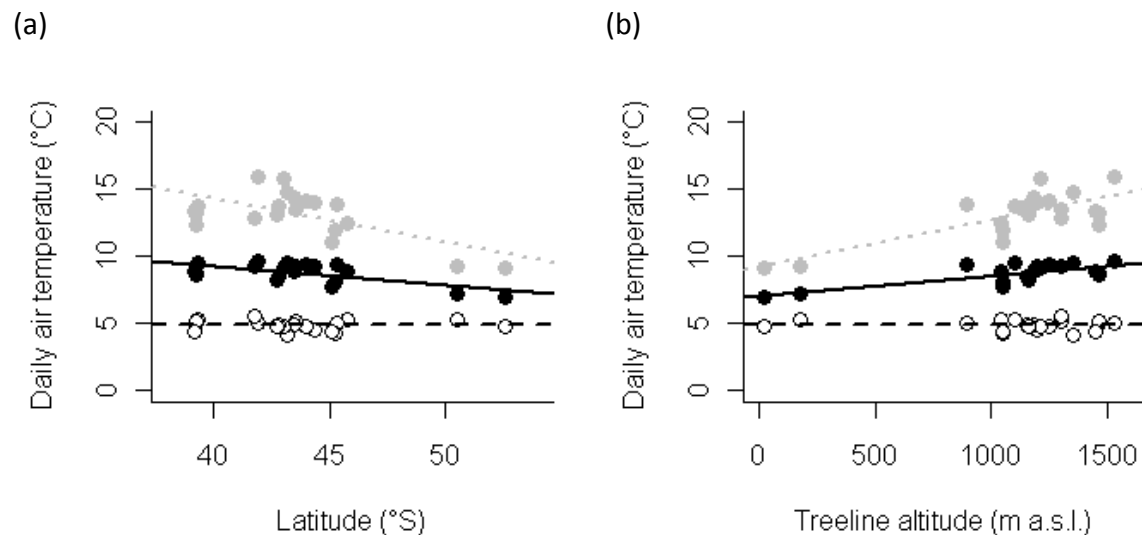 (a)
Daily air temperature (°C)
20
15
10
5
0
40
45
50
Latitude (°S)
(b)
Daily air temperature (°C)
20
15
10
5
0
0
500
1000
1500
Treeline altitude (m a.s.l.)